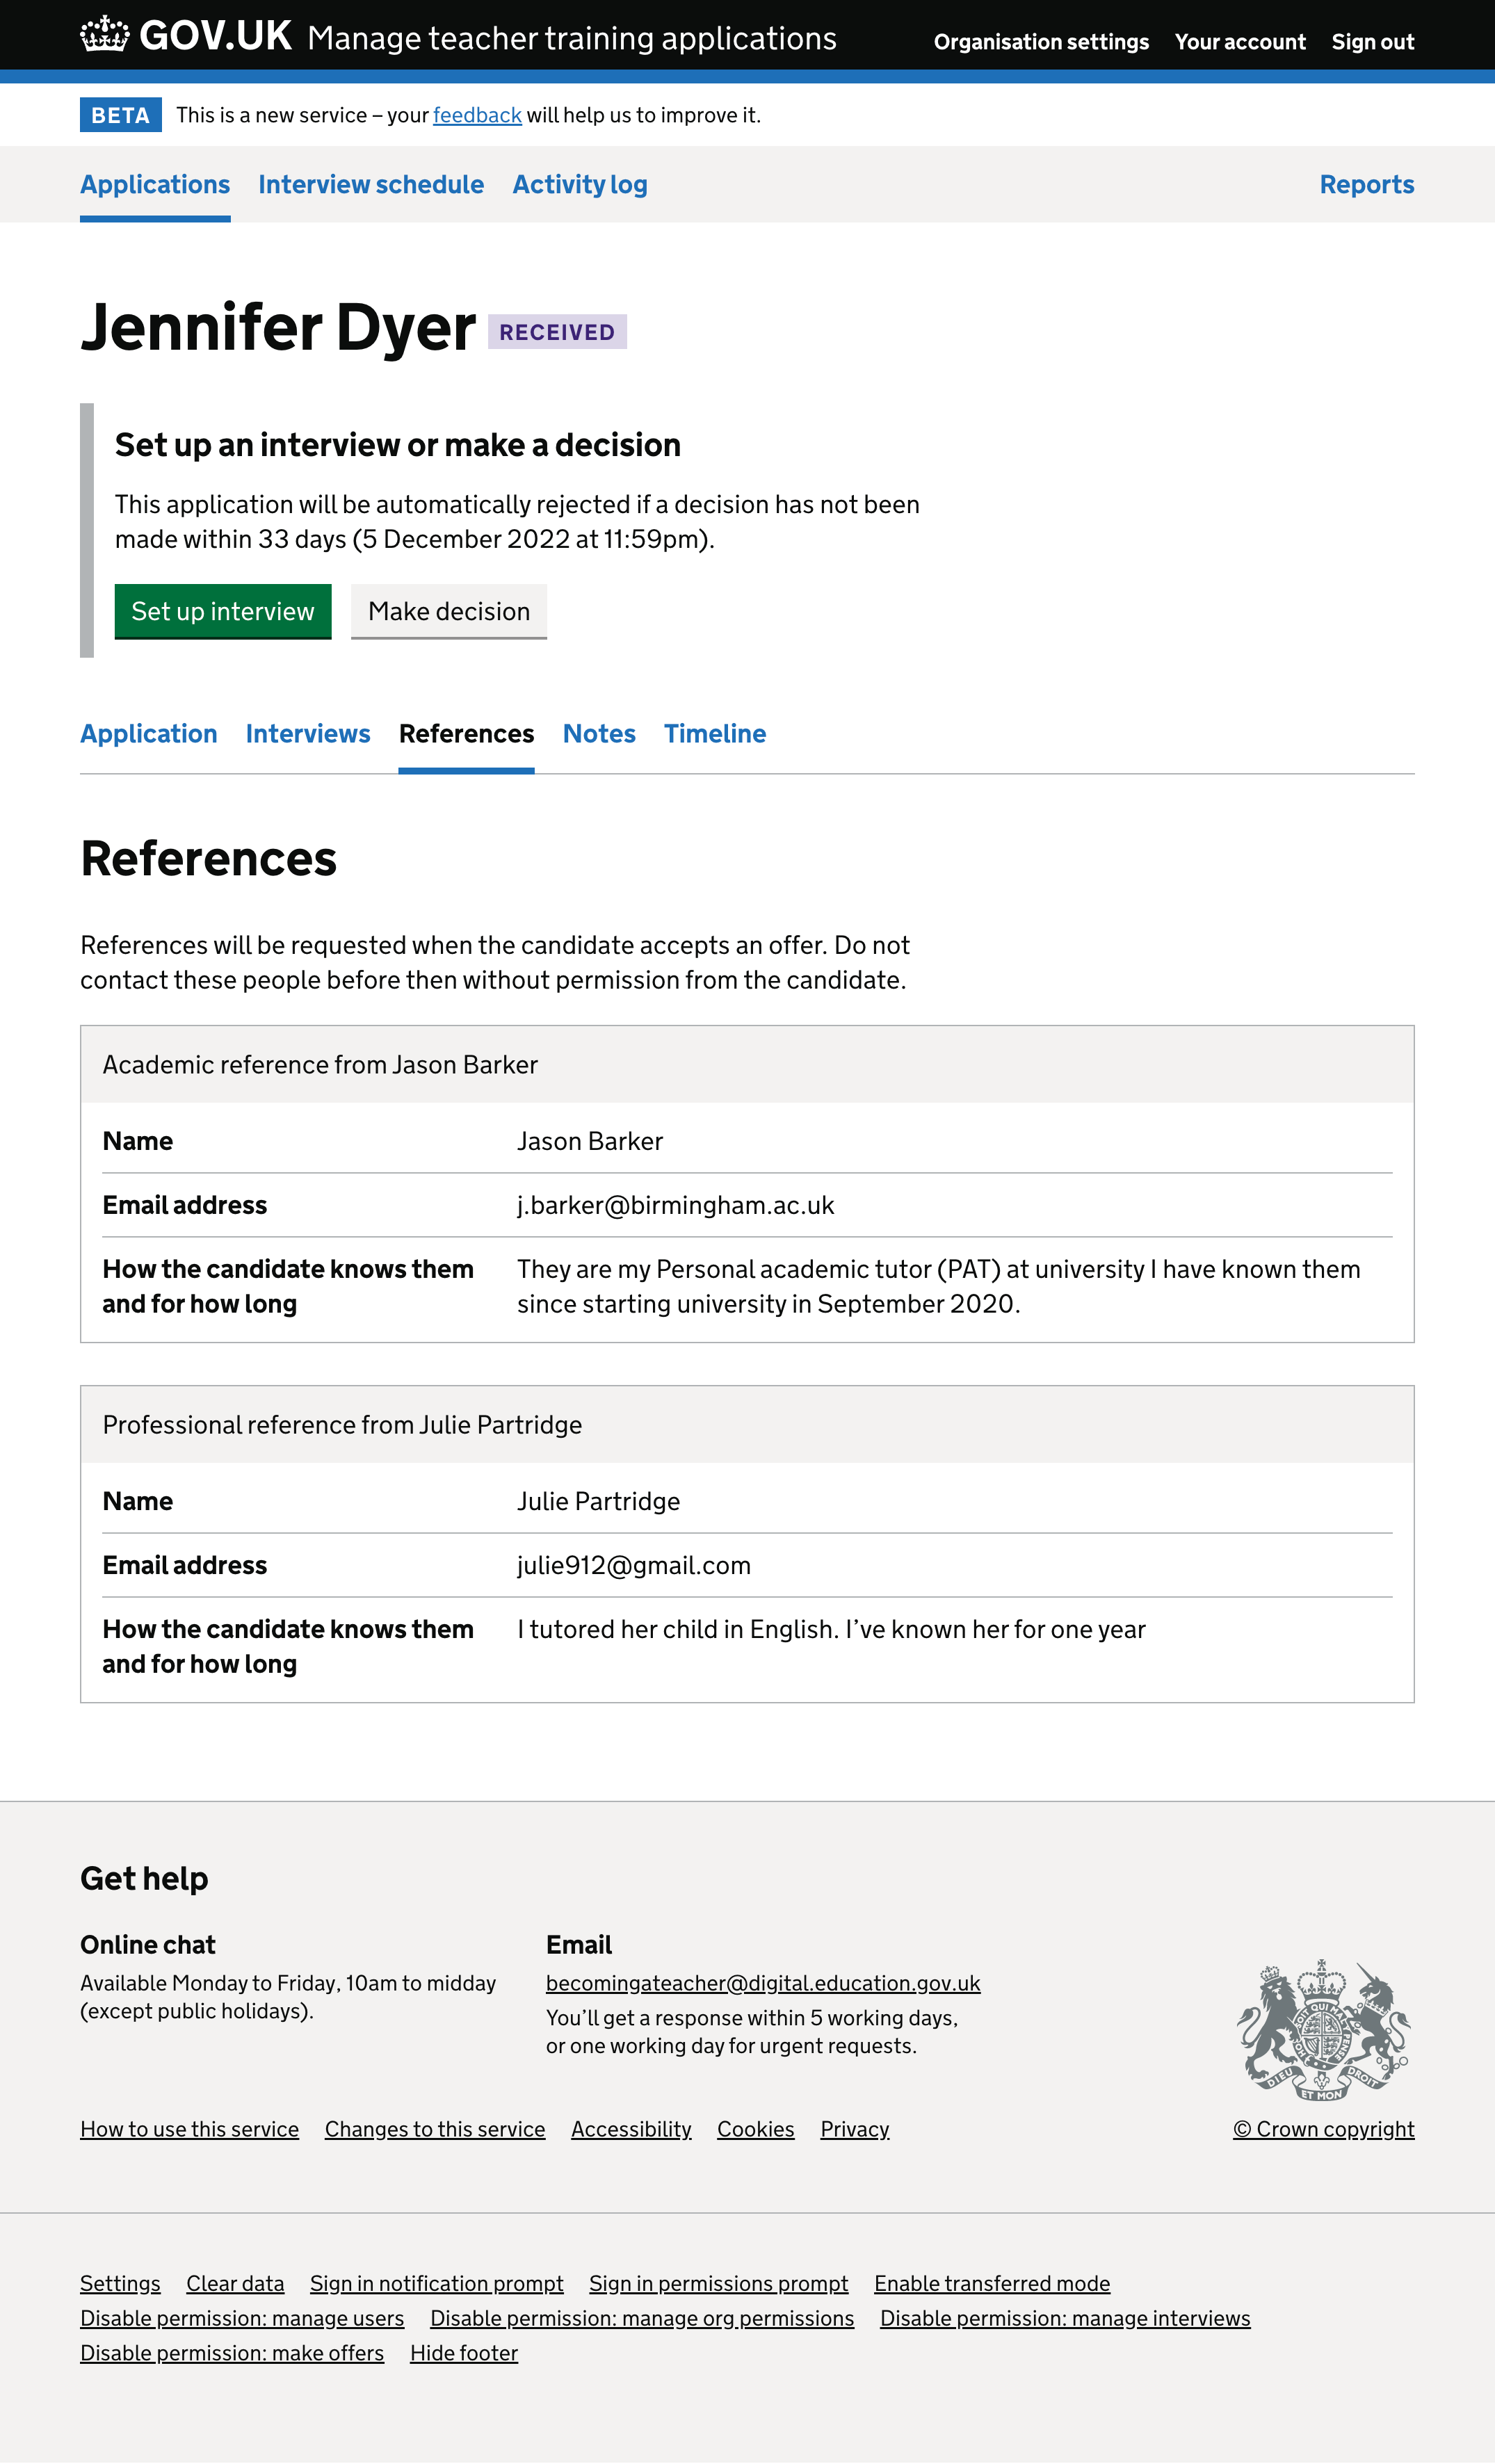 GOV.UK Manage teacher training applications Organisation settings Your account Sign out
BETA This is a new service – your feedback will help us to improve it.
Applications Interview schedule Activity log Reports
Jennifer Dyer RECEIVED
Set up an interview or make a decision
This application will be automatically rejected if a decision has not been
made within 33 days (5 December 2022 at 11:59pm).
Set up interview Make decision
Application Interviews References Notes Timeline
References
References will be requested when the candidate accepts an offer. Do not
contact these people before then without permission from the candidate.
Academic reference from Jason Barker
Name Jason Barker
Email address j.barker@birmingham.ac.uk
How the candidate knows them They are my Personal academic tutor (PAT) at university I have known them
and for how long since starting university in September 2020.
Professional reference from Julie Partridge
Name Julie Partridge
Email address julie912@gmail.com
How the candidate knows them I tutored her child in English. I’ve known her for one year
and for how long
Get help
Online chat
Available Monday to Friday, 10am to midday
(except public holidays).
Email
becomingateacher@digital.education.gov.uk
You’ll get a response within 5 working days,
or one working day for urgent requests.
DIEU ET MON DROIT
How to use this service Changes to this service Accessibility Cookies Privacy © Crown copyright
Settings Clear data Sign in notification prompt Sign in permissions prompt Enable transferred mode
Disable permission: manage users Disable permission: manage org permissions Disable permission: manage interviews
Disable permission: make offers Hide footer